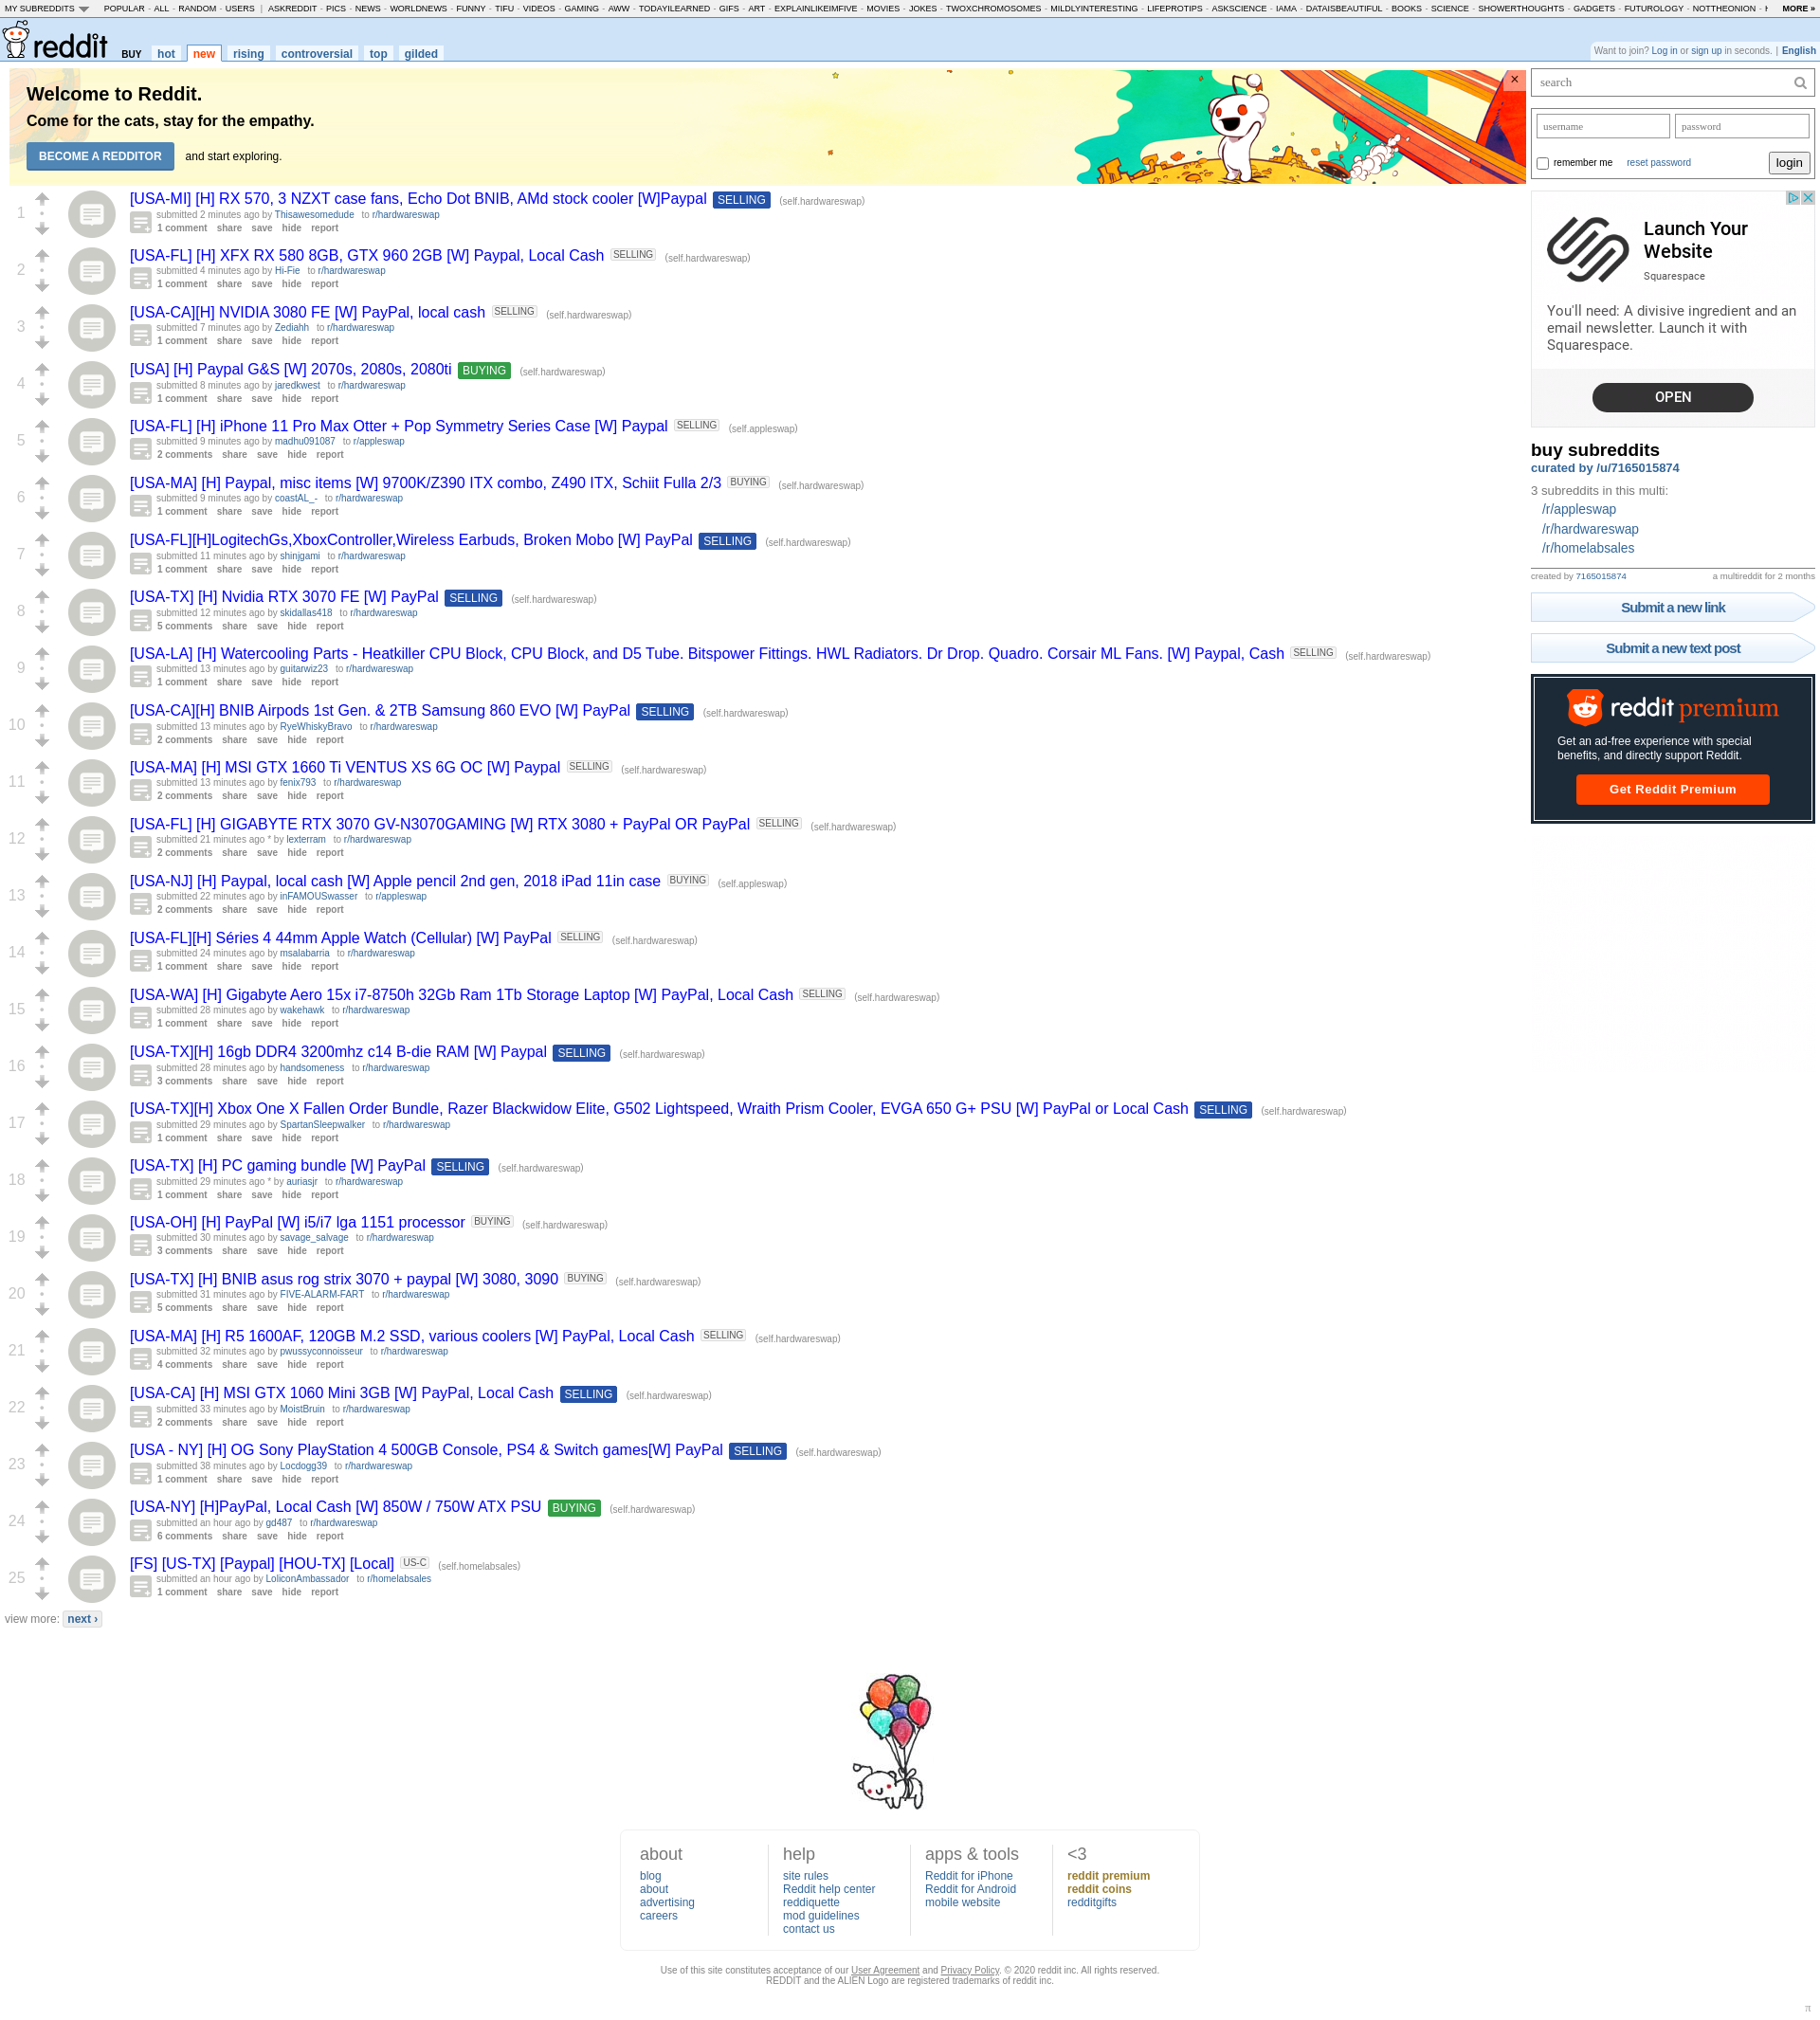 MY SUBREDDITS POPULAR - ALL - RANDOM - USERS | ASKREDDIT - PICS - NEWS - WORLDNEWS - FUNNY - TIFU - VIDEOS - GAMING - AWW - TODAYILEARNED - GIFS - ART - EXPLAINLIKEIMFIVE - MOVIES - JOKES - TWOXCHROMOSOMES - MILDLYINTERESTING - LIFEPROTIPS - ASKSCIENCE - IAMA - DATAISBEAUTIFUL - BOOKS - SCIENCE - SHOWERTHOUGHTS - GADGETS - FUTUROLOGY - NOTTHEONION - MORE »
reddit BUY hot new rising controversial top gilded
Want to join? Log in or sign up in seconds. | English
Welcome to Reddit.
Come for the cats, stay for the empathy.
BECOME A REDDITOR and start exploring.
×
1
[USA-MI] [H] RX 570, 3 NZXT case fans, Echo Dot BNIB, AMd stock cooler [W]Paypal SELLING (self.hardwareswap)
submitted 2 minutes ago by Thisawesomedude to r/hardwareswap
1 comment share save hide report
2
[USA-FL] [H] XFX RX 580 8GB, GTX 960 2GB [W] Paypal, Local Cash SELLING (self.hardwareswap)
submitted 4 minutes ago by Hi-Fie to r/hardwareswap
1 comment share save hide report
3
[USA-CA][H] NVIDIA 3080 FE [W] PayPal, local cash SELLING (self.hardwareswap)
submitted 7 minutes ago by Zediahh to r/hardwareswap
1 comment share save hide report
4
[USA] [H] Paypal G&S [W] 2070s, 2080s, 2080ti BUYING (self.hardwareswap)
submitted 8 minutes ago by jaredkwest to r/hardwareswap
1 comment share save hide report
5
[USA-FL] [H] iPhone 11 Pro Max Otter + Pop Symmetry Series Case [W] Paypal SELLING (self.appleswap)
submitted 9 minutes ago by madhu091087 to r/appleswap
2 comments share save hide report
6
[USA-MA] [H] Paypal, misc items [W] 9700K/Z390 ITX combo, Z490 ITX, Schiit Fulla 2/3 BUYING (self.hardwareswap)
submitted 9 minutes ago by coastAL_- to r/hardwareswap
1 comment share save hide report
7
[USA-FL][H]LogitechGs,XboxController,Wireless Earbuds, Broken Mobo [W] PayPal SELLING (self.hardwareswap)
submitted 11 minutes ago by shinjgami to r/hardwareswap
1 comment share save hide report
8
[USA-TX] [H] Nvidia RTX 3070 FE [W] PayPal SELLING (self.hardwareswap)
submitted 12 minutes ago by skidallas418 to r/hardwareswap
5 comments share save hide report
9
[USA-LA] [H] Watercooling Parts - Heatkiller CPU Block, CPU Block, and D5 Tube. Bitspower Fittings. HWL Radiators. Dr Drop. Quadro. Corsair ML Fans. [W] Paypal, Cash SELLING (self.hardwareswap)
submitted 13 minutes ago by guitarwiz23 to r/hardwareswap
1 comment share save hide report
10
[USA-CA][H] BNIB Airpods 1st Gen. & 2TB Samsung 860 EVO [W] PayPal SELLING (self.hardwareswap)
submitted 13 minutes ago by RyeWhiskyBravo to r/hardwareswap
2 comments share save hide report
11
[USA-MA] [H] MSI GTX 1660 Ti VENTUS XS 6G OC [W] Paypal SELLING (self.hardwareswap)
submitted 13 minutes ago by fenix793 to r/hardwareswap
2 comments share save hide report
12
[USA-FL] [H] GIGABYTE RTX 3070 GV-N3070GAMING [W] RTX 3080 + PayPal OR PayPal SELLING (self.hardwareswap)
submitted 21 minutes ago * by lexterram to r/hardwareswap
2 comments share save hide report
13
[USA-NJ] [H] Paypal, local cash [W] Apple pencil 2nd gen, 2018 iPad 11in case BUYING (self.appleswap)
submitted 22 minutes ago by inFAMOUSwasser to r/appleswap
2 comments share save hide report
14
[USA-FL][H] Séries 4 44mm Apple Watch (Cellular) [W] PayPal SELLING (self.hardwareswap)
submitted 24 minutes ago by msalabarria to r/hardwareswap
1 comment share save hide report
15
[USA-WA] [H] Gigabyte Aero 15x i7-8750h 32Gb Ram 1Tb Storage Laptop [W] PayPal, Local Cash SELLING (self.hardwareswap)
submitted 28 minutes ago by wakehawk to r/hardwareswap
1 comment share save hide report
16
[USA-TX][H] 16gb DDR4 3200mhz c14 B-die RAM [W] Paypal SELLING (self.hardwareswap)
submitted 28 minutes ago by handsomeness to r/hardwareswap
3 comments share save hide report
17
[USA-TX][H] Xbox One X Fallen Order Bundle, Razer Blackwidow Elite, G502 Lightspeed, Wraith Prism Cooler, EVGA 650 G+ PSU [W] PayPal or Local Cash SELLING (self.hardwareswap)
submitted 29 minutes ago by SpartanSleepwalker to r/hardwareswap
1 comment share save hide report
18
[USA-TX] [H] PC gaming bundle [W] PayPal SELLING (self.hardwareswap)
submitted 29 minutes ago * by auriasjr to r/hardwareswap
1 comment share save hide report
19
[USA-OH] [H] PayPal [W] i5/i7 lga 1151 processor BUYING (self.hardwareswap)
submitted 30 minutes ago by savage_salvage to r/hardwareswap
3 comments share save hide report
20
[USA-TX] [H] BNIB asus rog strix 3070 + paypal [W] 3080, 3090 BUYING (self.hardwareswap)
submitted 31 minutes ago by FIVE-ALARM-FART to r/hardwareswap
5 comments share save hide report
21
[USA-MA] [H] R5 1600AF, 120GB M.2 SSD, various coolers [W] PayPal, Local Cash SELLING (self.hardwareswap)
submitted 32 minutes ago by pwussyconnoisseur to r/hardwareswap
4 comments share save hide report
22
[USA-CA] [H] MSI GTX 1060 Mini 3GB [W] PayPal, Local Cash SELLING (self.hardwareswap)
submitted 33 minutes ago by MoistBruin to r/hardwareswap
2 comments share save hide report
23
[USA - NY] [H] OG Sony PlayStation 4 500GB Console, PS4 & Switch games[W] PayPal SELLING (self.hardwareswap)
submitted 38 minutes ago by Locdogg39 to r/hardwareswap
1 comment share save hide report
24
[USA-NY] [H]PayPal, Local Cash [W] 850W / 750W ATX PSU BUYING (self.hardwareswap)
submitted an hour ago by gd487 to r/hardwareswap
6 comments share save hide report
25
[FS] [US-TX] [Paypal] [HOU-TX] [Local] US-C (self.homelabsales)
submitted an hour ago by LoliconAmbassador to r/homelabsales
1 comment share save hide report
view more: next ›
search
username password
remember me reset password login
Launch Your
Website
Squarespace
You'll need: A divisive ingredient and an
email newsletter. Launch it with
Squarespace.
OPEN
buy subreddits
curated by /u/7165015874
3 subreddits in this multi:
/r/appleswap
/r/hardwareswap
/r/homelabsales
created by 7165015874 a multireddit for 2 months
Submit a new link
Submit a new text post
reddit premium
Get an ad-free experience with special
benefits, and directly support Reddit.
Get Reddit Premium
about
blog
about
advertising
careers
help
site rules
Reddit help center
reddiquette
mod guidelines
contact us
apps & tools
Reddit for iPhone
Reddit for Android
mobile website
<3
reddit premium
reddit coins
redditgifts
Use of this site constitutes acceptance of our User Agreement and Privacy Policy. © 2020 reddit inc. All rights reserved.
REDDIT and the ALIEN Logo are registered trademarks of reddit inc.
π